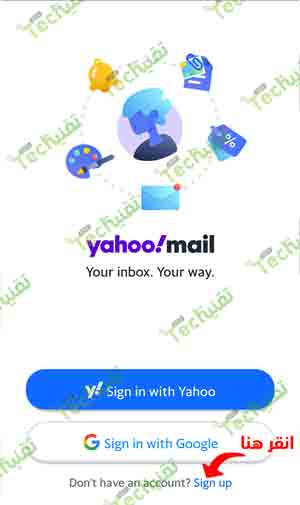 yahoo!mail
Your inbox. Your way.
y! Sign in with Yahoo
G Sign in with Google
انقر هنا
Don't have an account? Sign up
تقنيTech